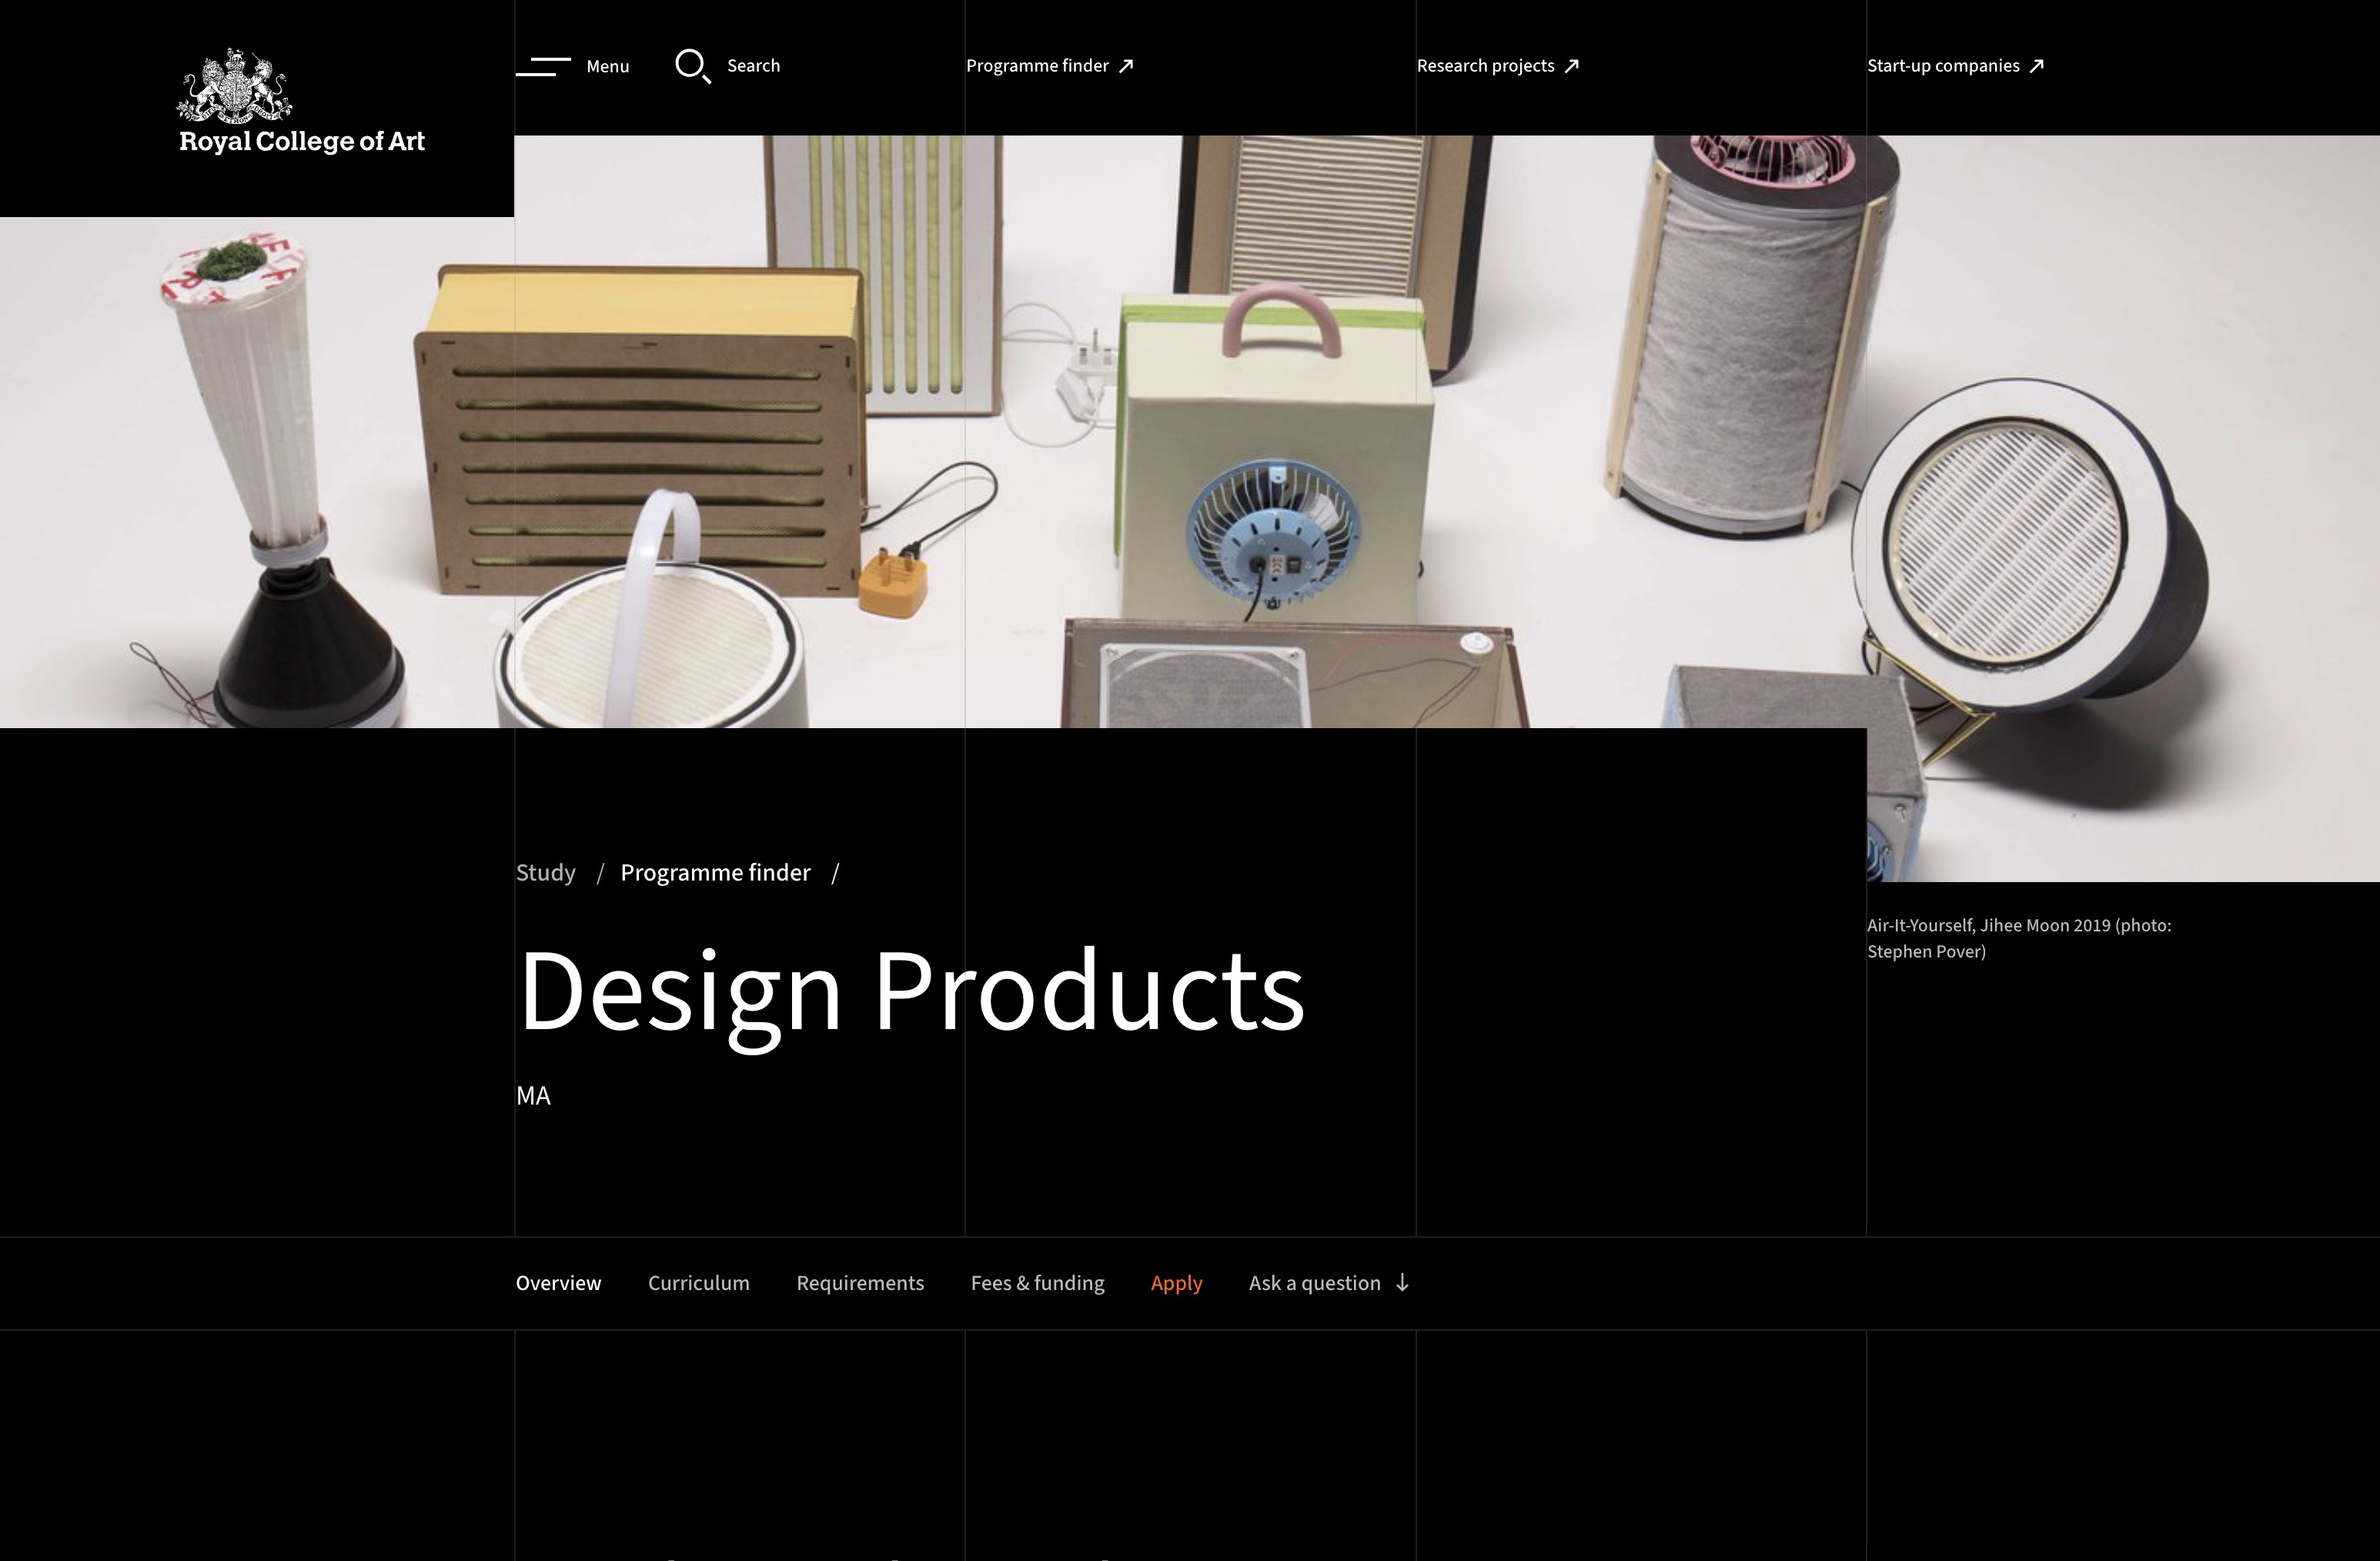 Royal College of Art
Menu
Search
Programme finder ↗
Research projects ↗
Start-up companies ↗
Study / Programme finder /
Design Products
MA
Air-It-Yourself, Jihee Moon 2019 (photo:
Stephen Pover)
Overview
Curriculum
Requirements
Fees & funding
Apply
Ask a question ↓